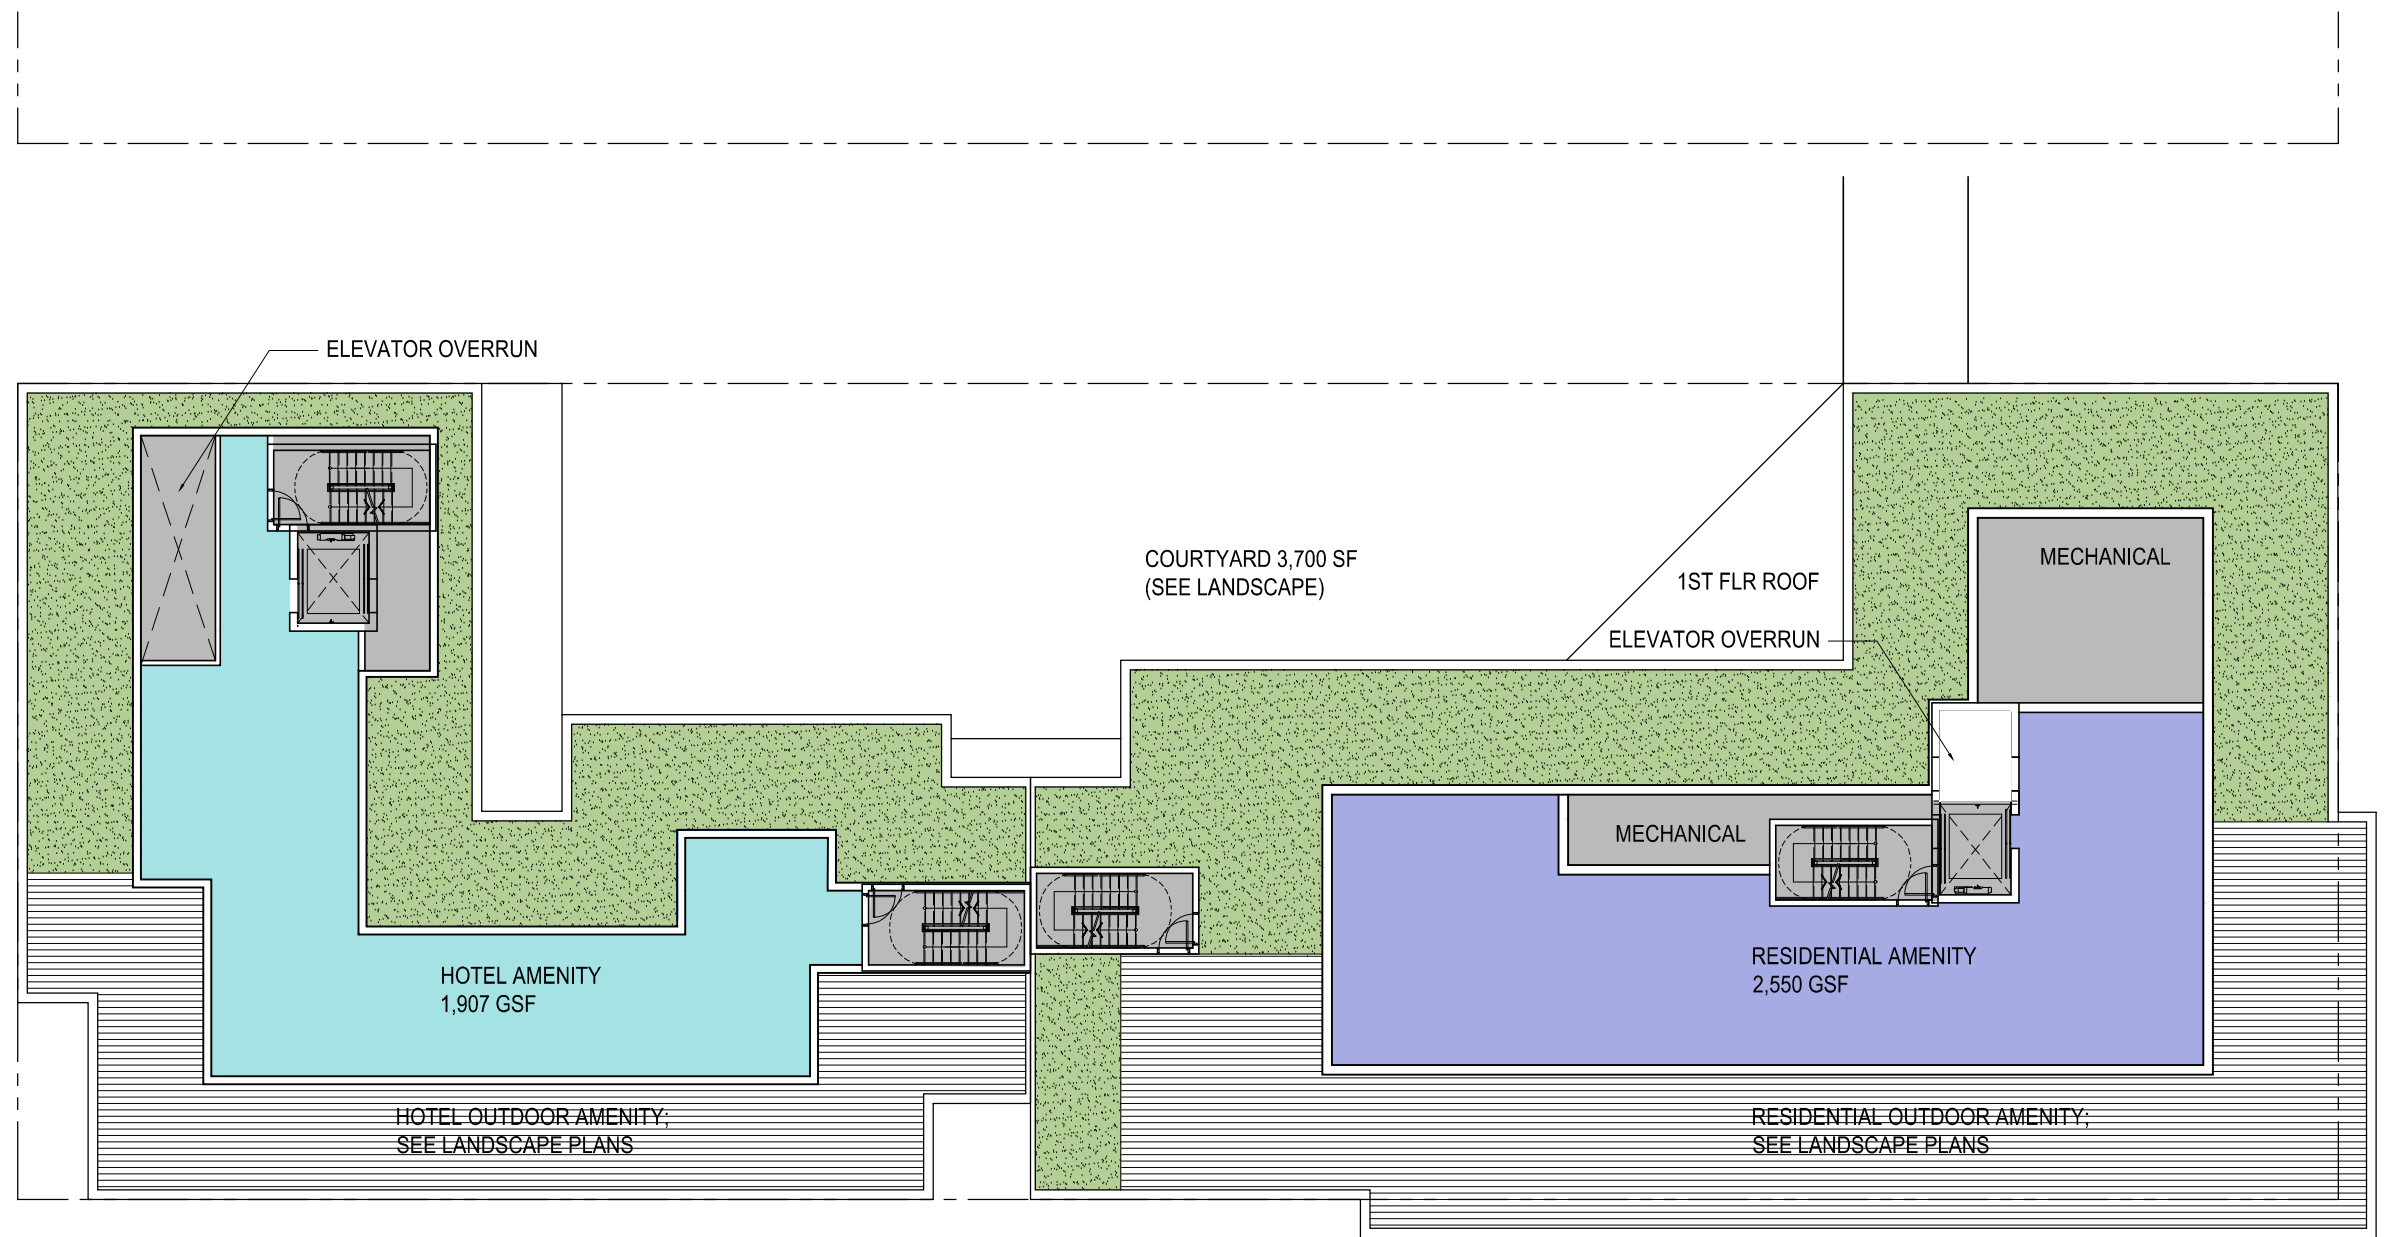 ELEVATOR OVERRUN
COURTYARD 3,700 SF
(SEE LANDSCAPE)
1ST FLR ROOF
ELEVATOR OVERRUN
MECHANICAL
MECHANICAL
HOTEL AMENITY
1,907 GSF
RESIDENTIAL AMENITY
2,550 GSF
HOTEL OUTDOOR AMENITY;
SEE LANDSCAPE PLANS
RESIDENTIAL OUTDOOR AMENITY;
SEE LANDSCAPE PLANS